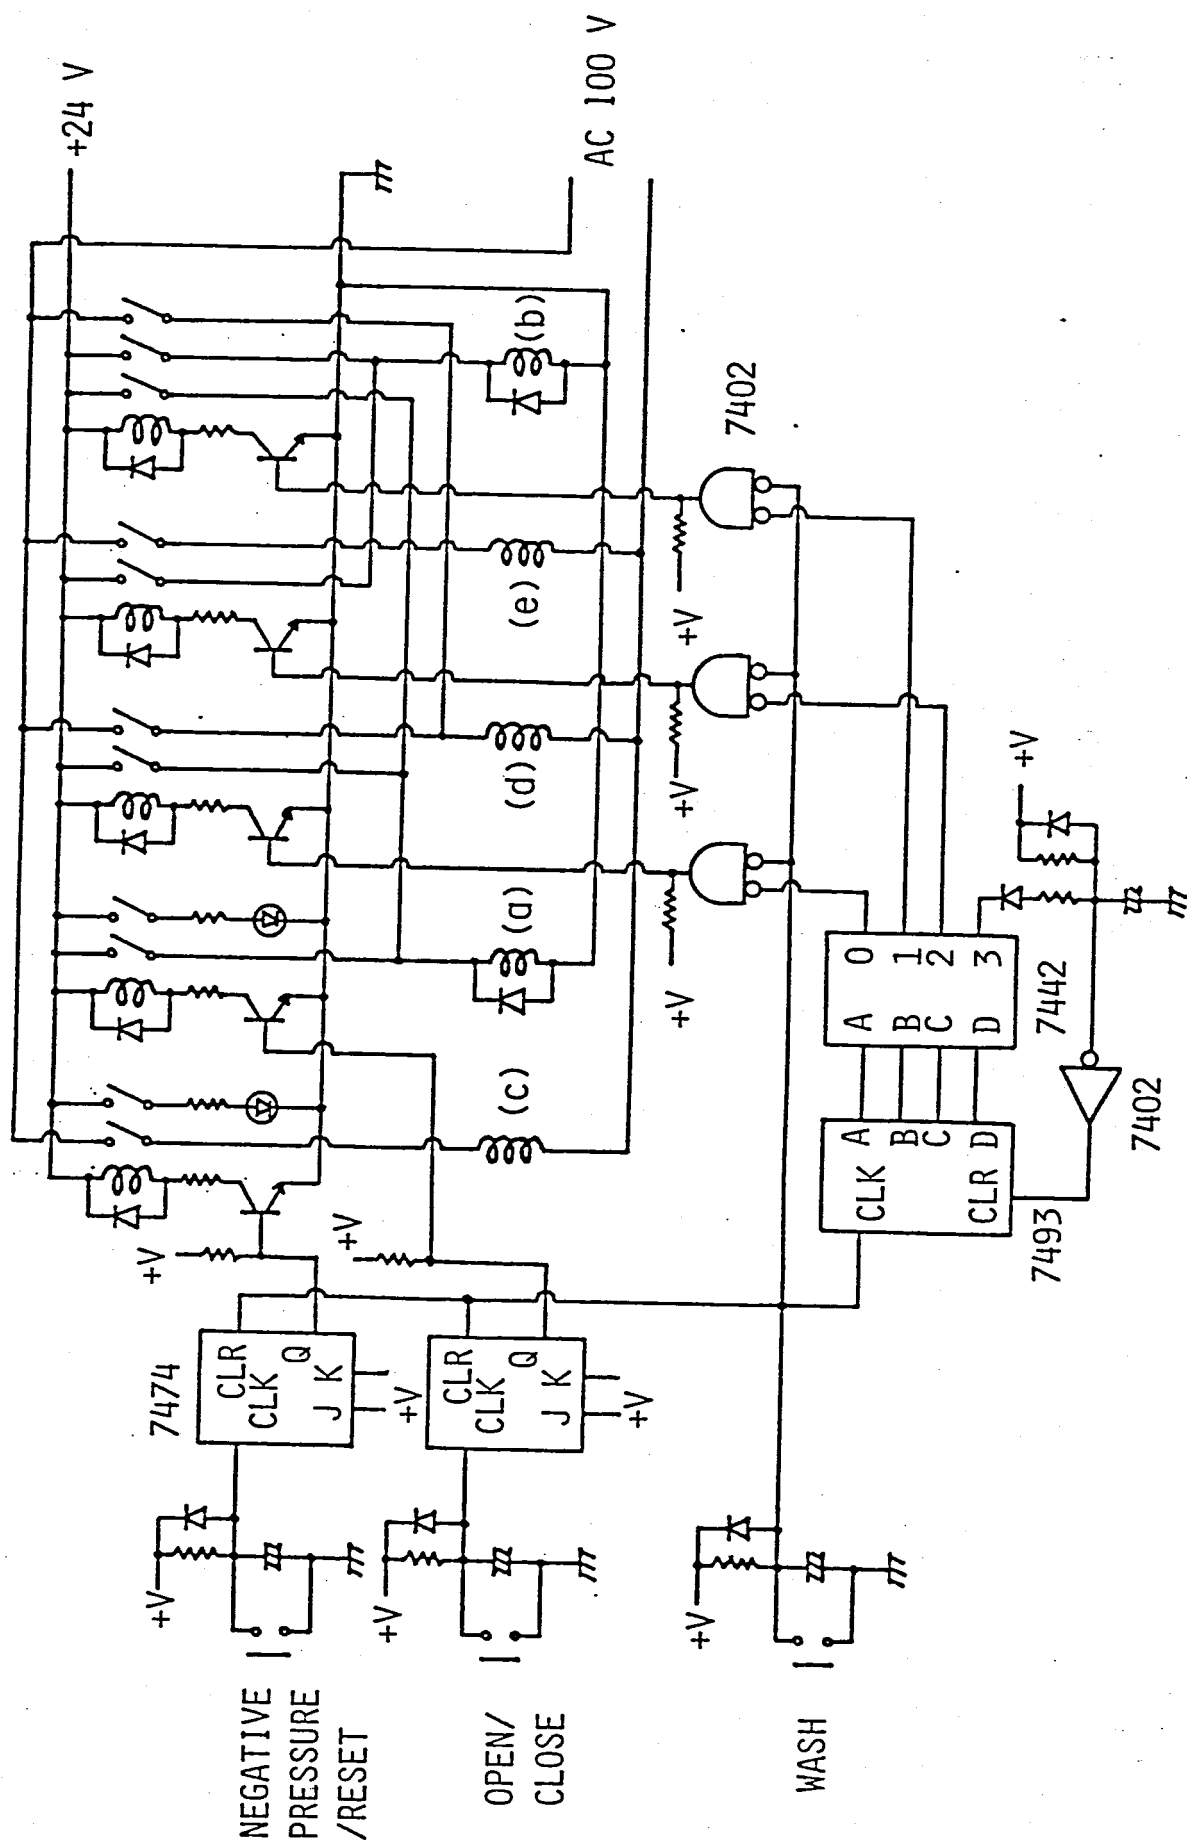 +24 V
AC 100 V
(b)
(e)
(d)
(a)
(c)
7402
+V
+V
+V
+V
+V
7474
CLR
CLK
Q
J K
+V
CLR
CLK
Q
J K
+V
+V
+V
+V
NEGATIVE
PRESSURE
/RESET
OPEN/
CLOSE
WASH
CLK A
B
C
CLR D
7493
A 0
B 1
C 2
D 3
7442
+V
7402